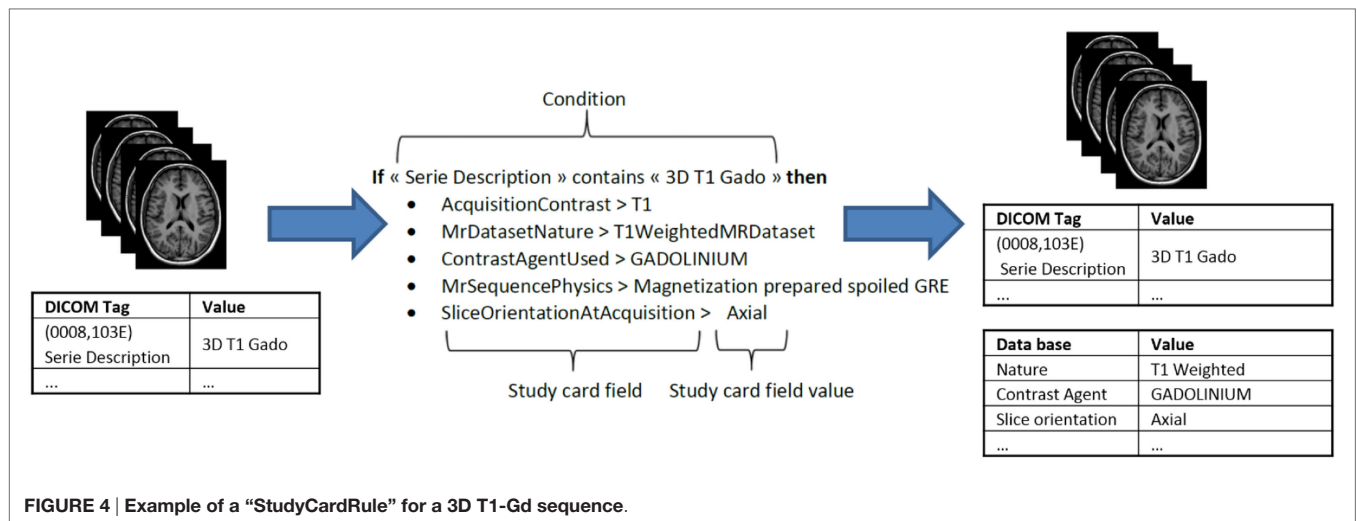 Condition
If « Serie Description » contains « 3D T1 Gado » then
• AcquisitionContrast > T1
• MrDatasetNature > T1WeightedMRDataset
• ContrastAgentUsed > GADOLINIUM
• MrSequencePhysics > Magnetization prepared spoiled GRE
• SliceOrientationAtAcquisition > Axial
Study card field Study card field value
DICOM Tag Value
(0008,103E)
Serie Description 3D T1 Gado
... ...
DICOM Tag Value
(0008,103E)
Serie Description 3D T1 Gado
... ...
Data base Value
Nature T1 Weighted
Contrast Agent GADOLINIUM
Slice orientation Axial
... ...
FIGURE 4 | Example of a “StudyCardRule” for a 3D T1-Gd sequence.